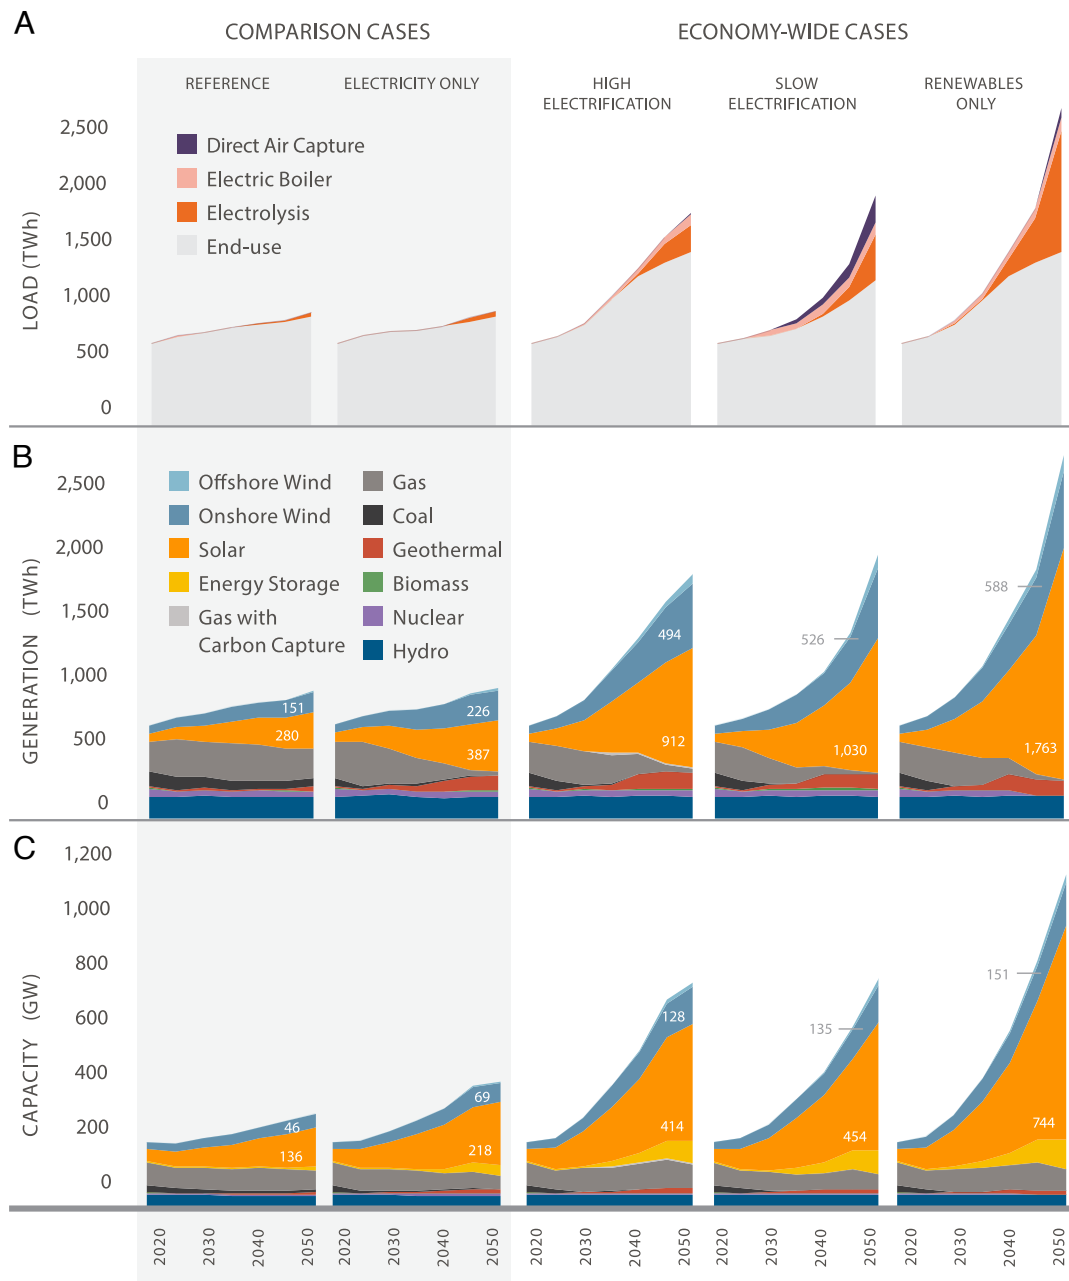 A
COMPARISON CASES
ECONOMY-WIDE CASES
REFERENCE
ELECTRICITY ONLY
HIGH
ELECTRIFICATION
SLOW
ELECTRIFICATION
RENEWABLES
ONLY
LOAD (TWh)
2,500
2,000
1,500
1,000
500
0
Direct Air Capture
Electric Boiler
Electrolysis
End-use
B
GENERATION (TWh)
2,500
2,000
1,500
1,000
500
0
Offshore Wind
Onshore Wind
Solar
Energy Storage
Gas with
Carbon Capture
Gas
Coal
Geothermal
Biomass
Nuclear
Hydro
151
280
226
387
494
912
526
1,030
588
1,763
C
CAPACITY (GW)
1,200
1,000
800
600
400
200
0
46
136
69
218
128
414
135
454
151
744
2020
2030
2040
2050
2020
2030
2040
2050
2020
2030
2040
2050
2020
2030
2040
2050
2020
2030
2040
2050